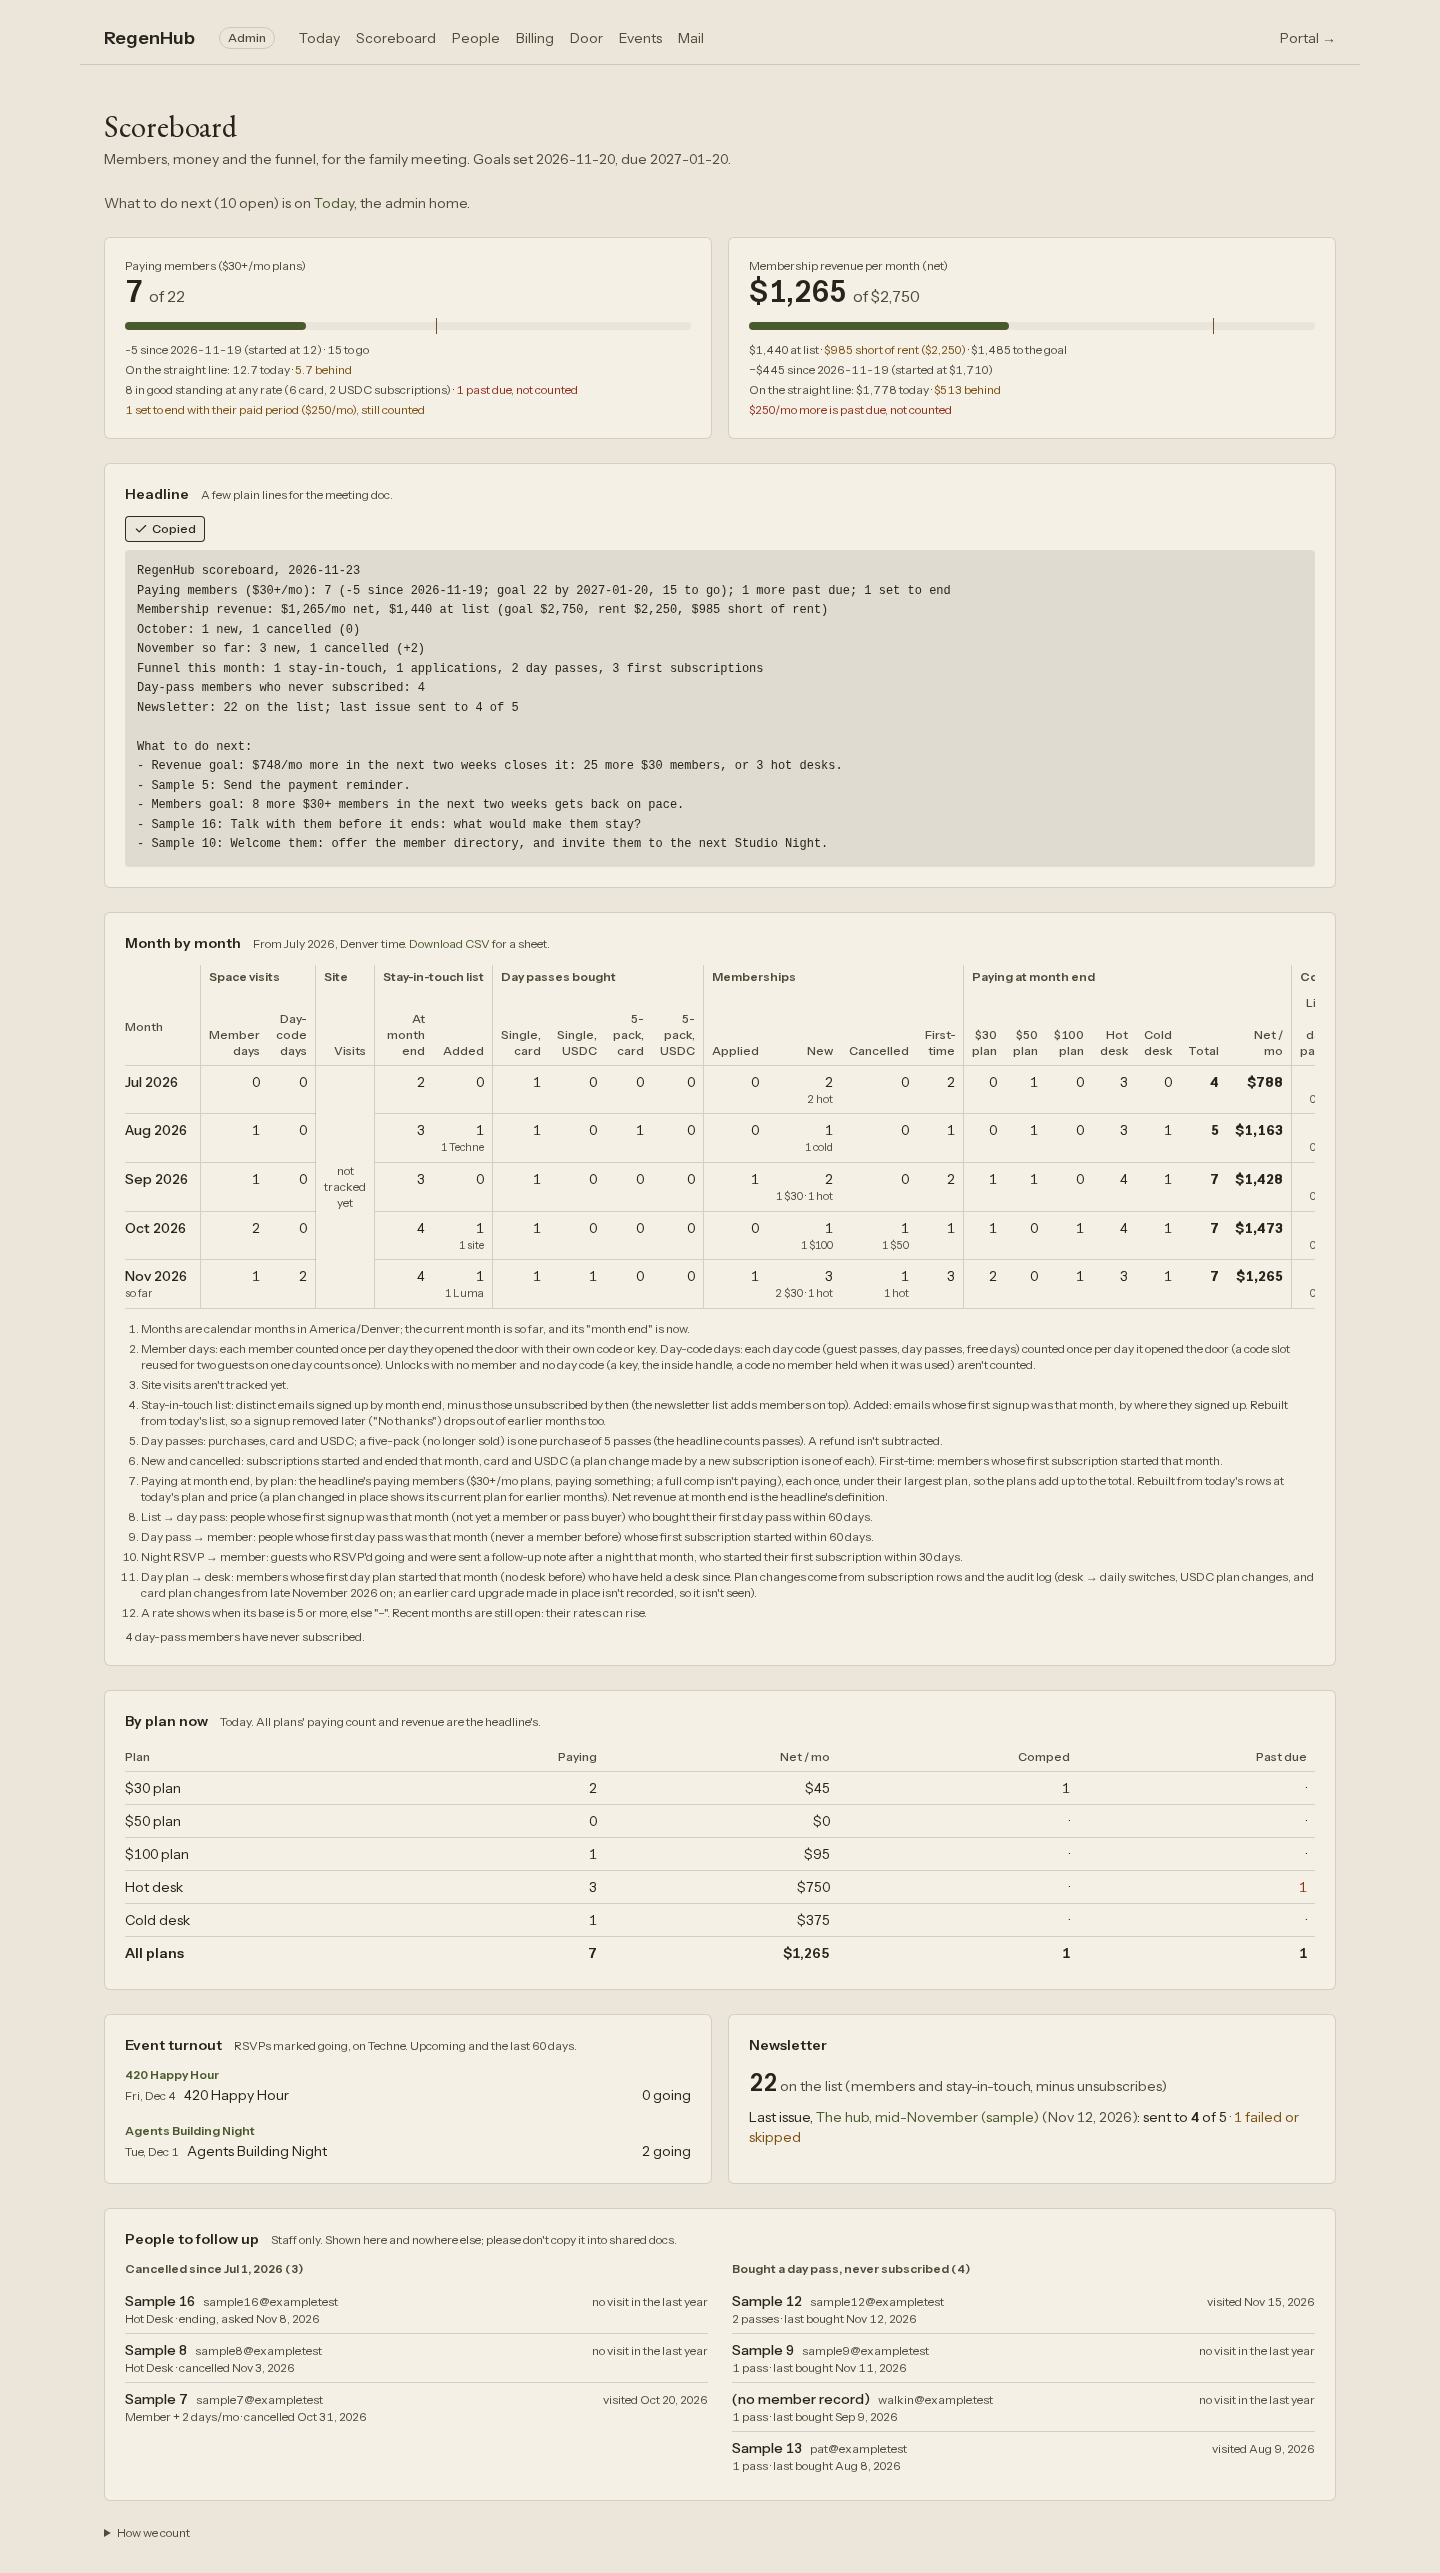 RegenHub Admin Today Scoreboard People Billing Door Events Mail Portal →
Scoreboard
Members, money and the funnel, for the family meeting. Goals set 2026-11-20, due 2027-01-20.
What to do next (10 open) is on Today, the admin home.
Paying members ($30+/mo plans)
7 of 22
-5 since 2026-11-19 (started at 12) · 15 to go
On the straight line: 12.7 today · 5.7 behind
8 in good standing at any rate (6 card, 2 USDC subscriptions) · 1 past due, not counted
1 set to end with their paid period ($250/mo), still counted
Membership revenue per month (net)
$1,265 of $2,750
$1,440 at list · $985 short of rent ($2,250) · $1,485 to the goal
−$445 since 2026-11-19 (started at $1,710)
On the straight line: $1,778 today · $513 behind
$250/mo more is past due, not counted
Headline A few plain lines for the meeting doc.
✓ Copied
RegenHub scoreboard, 2026-11-23
Paying members ($30+/mo): 7 (-5 since 2026-11-19; goal 22 by 2027-01-20, 15 to go); 1 more past due; 1 set to end
Membership revenue: $1,265/mo net, $1,440 at list (goal $2,750, rent $2,250, $985 short of rent)
October: 1 new, 1 cancelled (0)
November so far: 3 new, 1 cancelled (+2)
Funnel this month: 1 stay-in-touch, 1 applications, 2 day passes, 3 first subscriptions
Day-pass members who never subscribed: 4
Newsletter: 22 on the list; last issue sent to 4 of 5
What to do next:
- Revenue goal: $748/mo more in the next two weeks closes it: 25 more $30 members, or 3 hot desks.
- Sample 5: Send the payment reminder.
- Members goal: 8 more $30+ members in the next two weeks gets back on pace.
- Sample 16: Talk with them before it ends: what would make them stay?
- Sample 10: Welcome them: offer the member directory, and invite them to the next Studio Night.
Month by month From July 2026, Denver time. Download CSV for a sheet.
Space visits Site Stay-in-touch list Day passes bought Memberships Paying at month end
Month Member days Day-code days Visits At month end Added Single, card Single, USDC 5-pack, card 5-pack, USDC Applied New Cancelled First-time $30 plan $50 plan $100 plan Hot desk Cold desk Total Net / mo
Jul 2026 0 0 2 0 1 0 0 0 0 2 0 2 0 1 0 3 0 4 $788
2 hot
Aug 2026 1 0 3 1 1 0 1 0 0 1 0 1 0 1 0 3 1 5 $1,163
1 Techne 1 cold
not tracked yet
Sep 2026 1 0 3 0 1 0 0 0 1 2 0 2 1 1 0 4 1 7 $1,428
1 $30 · 1 hot
Oct 2026 2 0 4 1 1 0 0 0 0 1 1 1 1 0 1 4 1 7 $1,473
1 site 1 $100 1 $50
Nov 2026 1 2 4 1 1 1 0 0 1 3 1 3 2 0 1 3 1 7 $1,265
so far 1 Luma 2 $30 · 1 hot 1 hot
1. Months are calendar months in America/Denver; the current month is so far, and its "month end" is now.
2. Member days: each member counted once per day they opened the door with their own code or key. Day-code days: each day code (guest passes, day passes, free days) counted once per day it opened the door (a code slot
reused for two guests on one day counts once). Unlocks with no member and no day code (a key, the inside handle, a code no member held when it was used) aren't counted.
3. Site visits aren't tracked yet.
4. Stay-in-touch list: distinct emails signed up by month end, minus those unsubscribed by then (the newsletter list adds members on top). Added: emails whose first signup was that month, by where they signed up. Rebuilt
from today's list, so a signup removed later ("No thanks") drops out of earlier months too.
5. Day passes: purchases, card and USDC; a five-pack (no longer sold) is one purchase of 5 passes (the headline counts passes). A refund isn't subtracted.
6. New and cancelled: subscriptions started and ended that month, card and USDC (a plan change made by a new subscription is one of each). First-time: members whose first subscription started that month.
7. Paying at month end, by plan: the headline's paying members ($30+/mo plans, paying something; a full comp isn't paying), each once, under their largest plan, so the plans add up to the total. Rebuilt from today's rows at
today's plan and price (a plan changed in place shows its current plan for earlier months). Net revenue at month end is the headline's definition.
8. List → day pass: people whose first signup was that month (not yet a member or pass buyer) who bought their first day pass within 60 days.
9. Day pass → member: people whose first day pass was that month (never a member before) whose first subscription started within 60 days.
10. Night RSVP → member: guests who RSVP'd going and were sent a follow-up note after a night that month, who started their first subscription within 30 days.
11. Day plan → desk: members whose first day plan started that month (no desk before) who have held a desk since. Plan changes come from subscription rows and the audit log (desk → daily switches, USDC plan changes, and
card plan changes from late November 2026 on; an earlier card upgrade made in place isn't recorded, so it isn't seen).
12. A rate shows when its base is 5 or more, else "–". Recent months are still open: their rates can rise.
4 day-pass members have never subscribed.
By plan now Today. All plans' paying count and revenue are the headline's.
Plan Paying Net / mo Comped Past due
$30 plan 2 $45 1 ·
$50 plan 0 $0 · ·
$100 plan 1 $95 · ·
Hot desk 3 $750 · 1
Cold desk 1 $375 · ·
All plans 7 $1,265 1 1
Event turnout RSVPs marked going, on Techne. Upcoming and the last 60 days.
420 Happy Hour
Fri, Dec 4 420 Happy Hour 0 going
Agents Building Night
Tue, Dec 1 Agents Building Night 2 going
Newsletter
22 on the list (members and stay-in-touch, minus unsubscribes)
Last issue, The hub, mid-November (sample) (Nov 12, 2026): sent to 4 of 5 · 1 failed or
skipped
People to follow up Staff only. Shown here and nowhere else; please don't copy it into shared docs.
Cancelled since Jul 1, 2026 (3)
Sample 16 sample16@example.test no visit in the last year
Hot Desk · ending, asked Nov 8, 2026
Sample 8 sample8@example.test no visit in the last year
Hot Desk · cancelled Nov 3, 2026
Sample 7 sample7@example.test visited Oct 20, 2026
Member + 2 days/mo · cancelled Oct 31, 2026
Bought a day pass, never subscribed (4)
Sample 12 sample12@example.test visited Nov 15, 2026
2 passes · last bought Nov 12, 2026
Sample 9 sample9@example.test no visit in the last year
1 pass · last bought Nov 11, 2026
(no member record) walkin@example.test no visit in the last year
1 pass · last bought Sep 9, 2026
Sample 13 pat@example.test visited Aug 9, 2026
1 pass · last bought Aug 8, 2026
▶ How we count